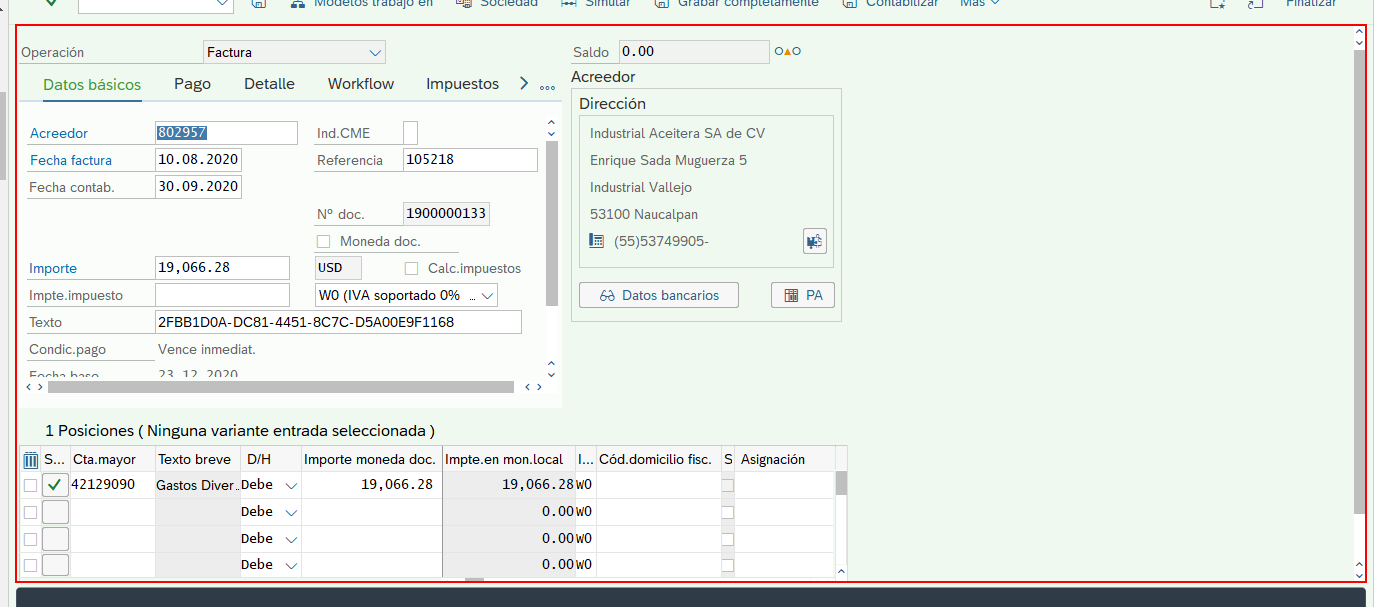 Modelos trabajo en Sociedad Simular Grabar completamente Contabilizar Más Finalizar
Operación Factura Saldo 0.00
Acreedor
Datos básicos Pago Detalle Workflow Impuestos
Dirección
Acreedor 802957 Ind.CME Industrial Aceitera SA de CV
Fecha factura 10.08.2020 Referencia 105218 Enrique Sada Muguerza 5
Fecha contab. 30.09.2020 Industrial Vallejo
Nº doc. 1900000133 53100 Naucalpan
Moneda doc. (55)53749905-
Importe 19,066.28 USD Calc.impuestos
Impte.impuesto W0 (IVA soportado 0% ... Datos bancarios PA
Texto 2FBB1D0A-DC81-4451-8C7C-D5A00E9F1168
Condic.pago Vence inmediat.
Fecha base 23.12.2020
1 Posiciones ( Ninguna variante entrada seleccionada )
S... Cta.mayor Texto breve D/H Importe moneda doc. Impte.en mon.local I... Cód.domicilio fisc. S Asignación
42129090 Gastos Diver.. Debe 19,066.28 19,066.28 W0
Debe 0.00 W0
Debe 0.00 W0
Debe 0.00 W0